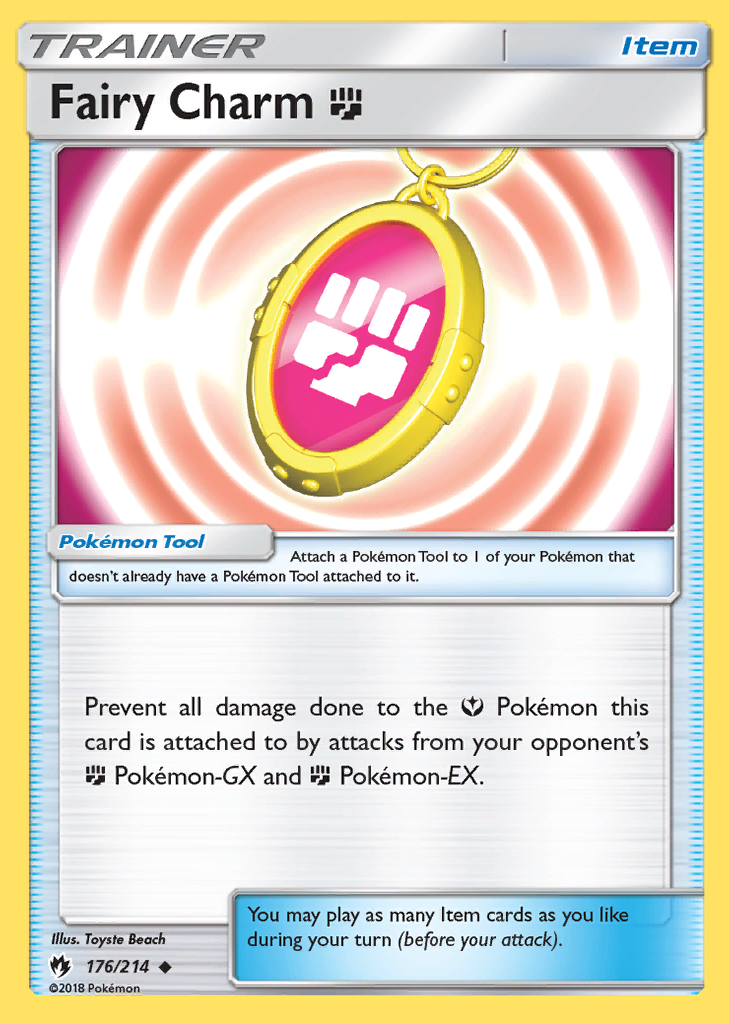 TRAINER Item
Fairy Charm
Pokémon Tool
Attach a Pokémon Tool to 1 of your Pokémon that
doesn't already have a Pokémon Tool attached to it.
Prevent all damage done to the Pokémon this
card is attached to by attacks from your opponent's
Pokémon-GX and Pokémon-EX.
You may play as many Item cards as you like
during your turn (before your attack).
Illus. Toyste Beach
176/214
©2018 Pokémon